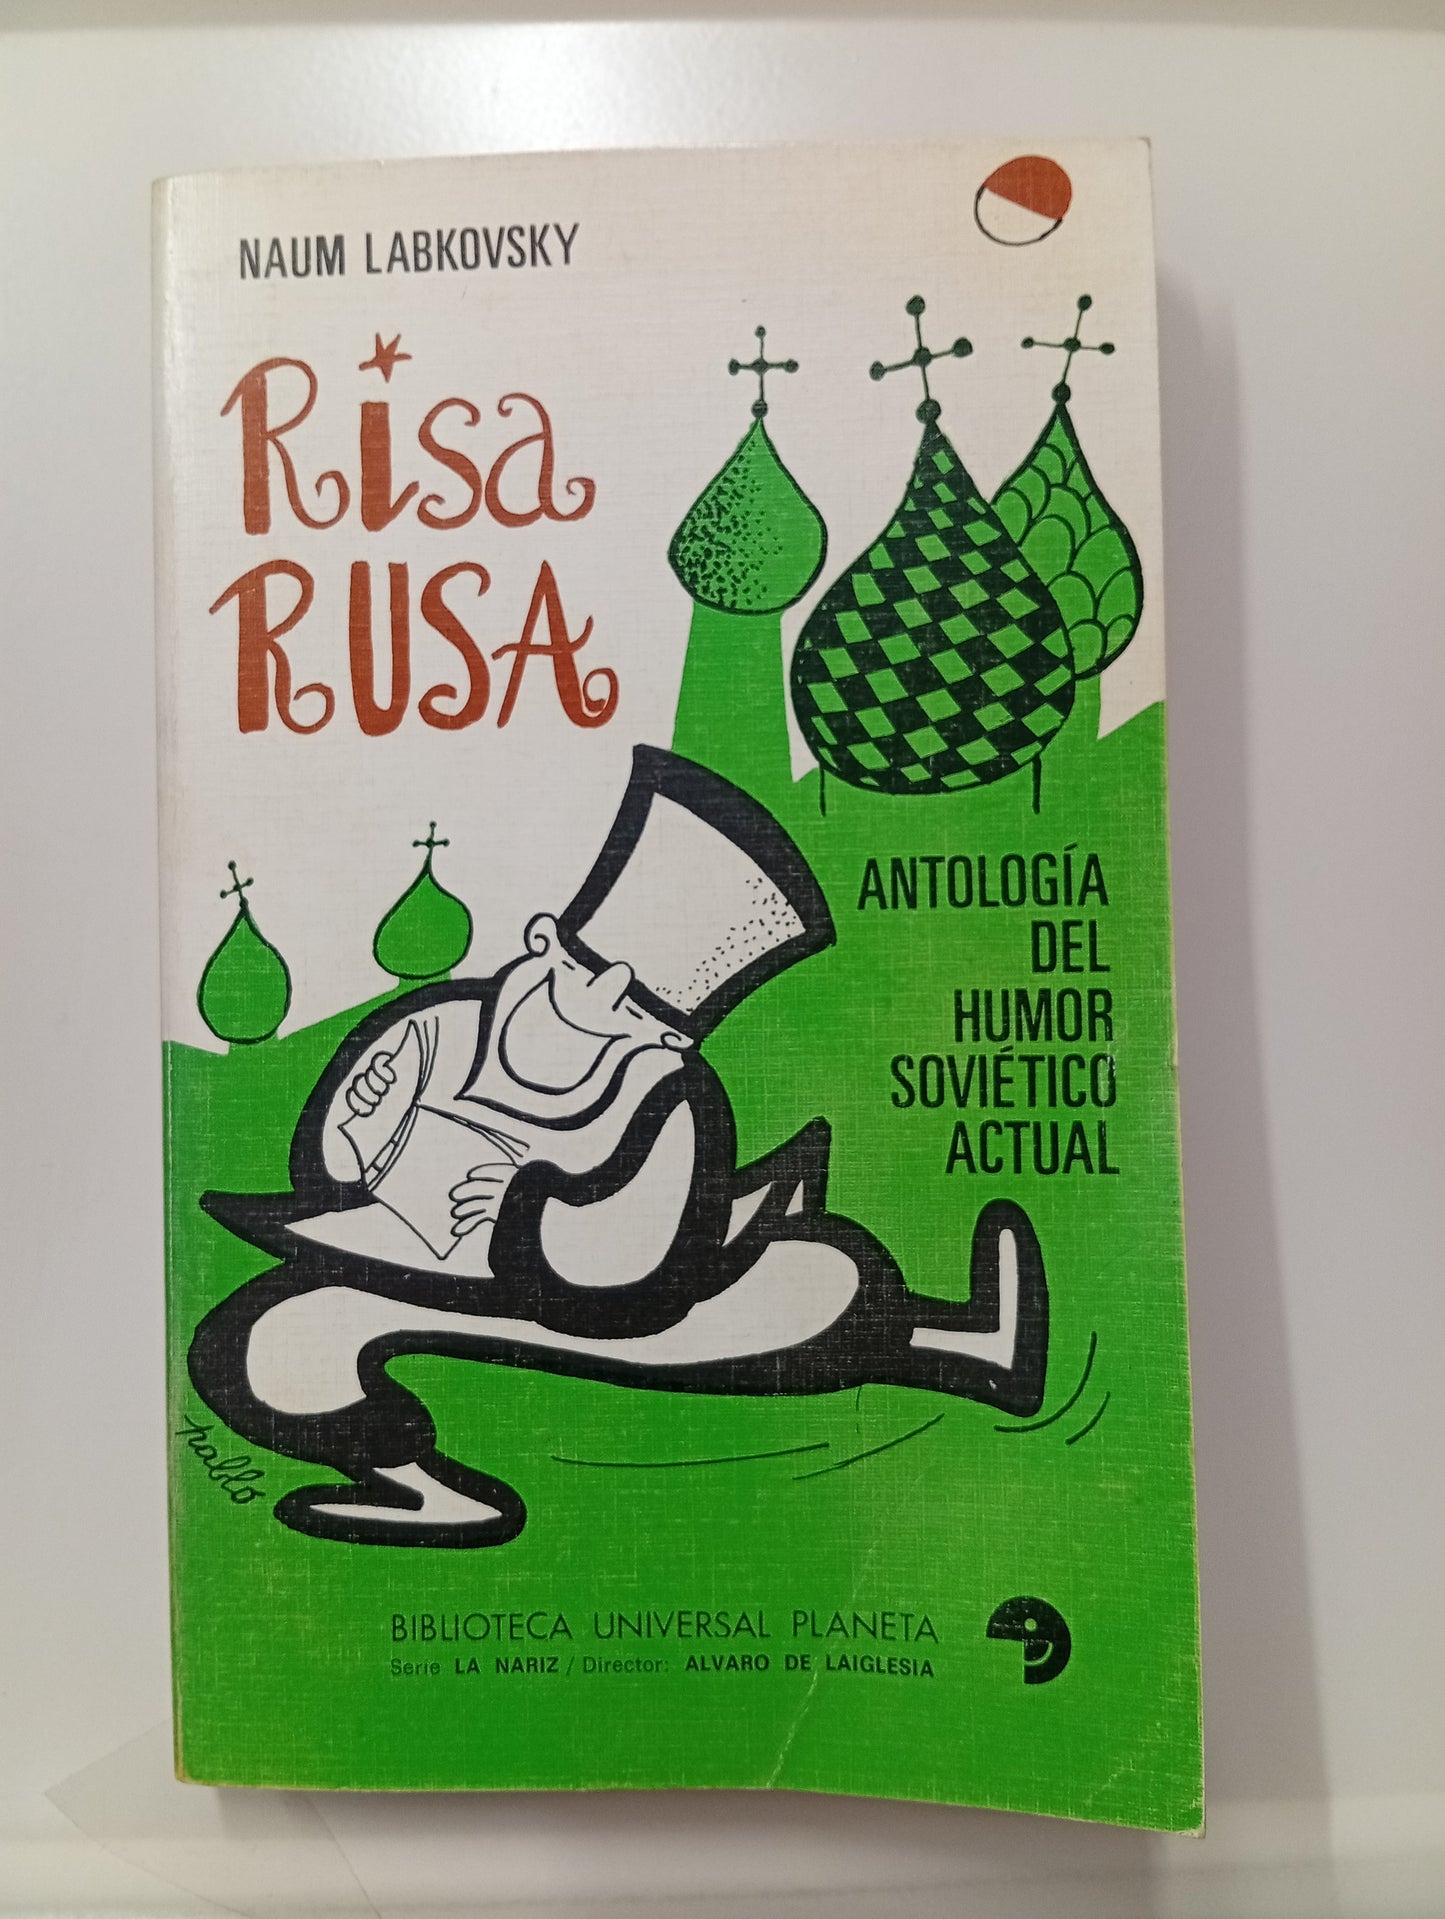 NAUM LABKOVSKY
RISA
RUSA
ANTOLOGÍA
DEL
HUMOR
SOVIÉTICO
ACTUAL
pablo
BIBLIOTECA UNIVERSAL PLANETA
Serie LA NARIZ / Director: ALVARO DE LAIGLESIA